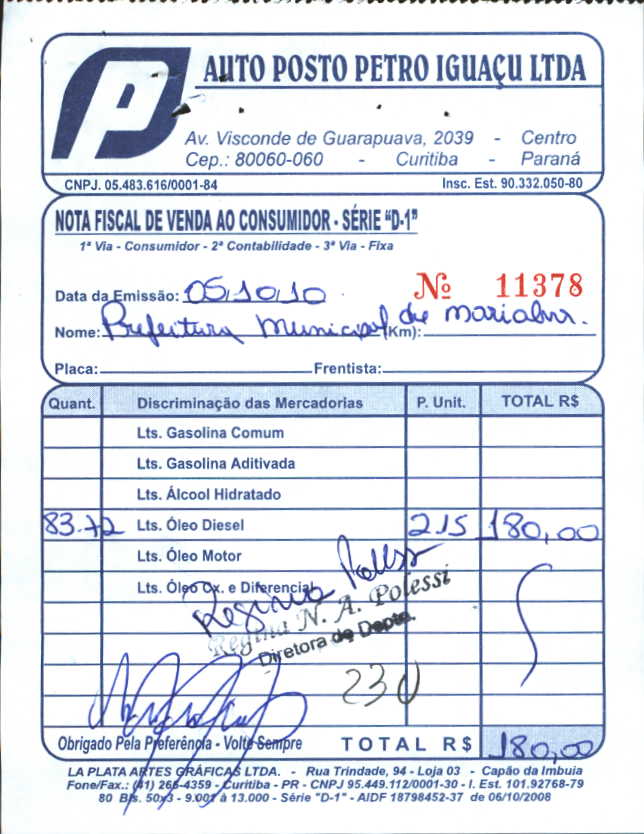 P
AUTO POSTO PETRO IGUAÇU LTDA
Av. Visconde de Guarapuava, 2039 - Centro
Cep.: 80060-060 - Curitiba - Paraná
CNPJ. 05.483.616/0001-84 Insc. Est. 90.332.050-80
NOTA FISCAL DE VENDA AO CONSUMIDOR - SÉRIE "D-1"
1ª Via - Consumidor - 2ª Contabilidade - 3ª Via - Fixa
Data da Emissão: 05,10,10 Nº 11378
Nome: Prefeitura Municipal (Km): de
Placa: Frentista:
Quant. Discriminação das Mercadorias P. Unit. TOTAL R$
Lts. Gasolina Comum
Lts. Gasolina Aditivada
Lts. Álcool Hidratado
83.72 Lts. Óleo Diesel 2,15 180,00
Lts. Óleo Motor
Lts. Óleo Cx. e Diferencial
Regina Polessi
Regina N. A. Polessi
Diretora de Depto.
230
Obrigado Pela Preferência - Volte Sempre TOTAL R$ 180,00
LA PLATA ARTES GRÁFICAS LTDA. - Rua Trindade, 94 - Loja 03 - Capão da Imbuia
Fone/Fax.: (41) 266-4359 - Curitiba - PR - CNPJ 95.449.112/0001-30 - I. Est. 101.92768-79
80 Bls. 50x3 - 9.001 à 13.000 - Série "D-1" - AIDF 18798452-37 de 06/10/2008